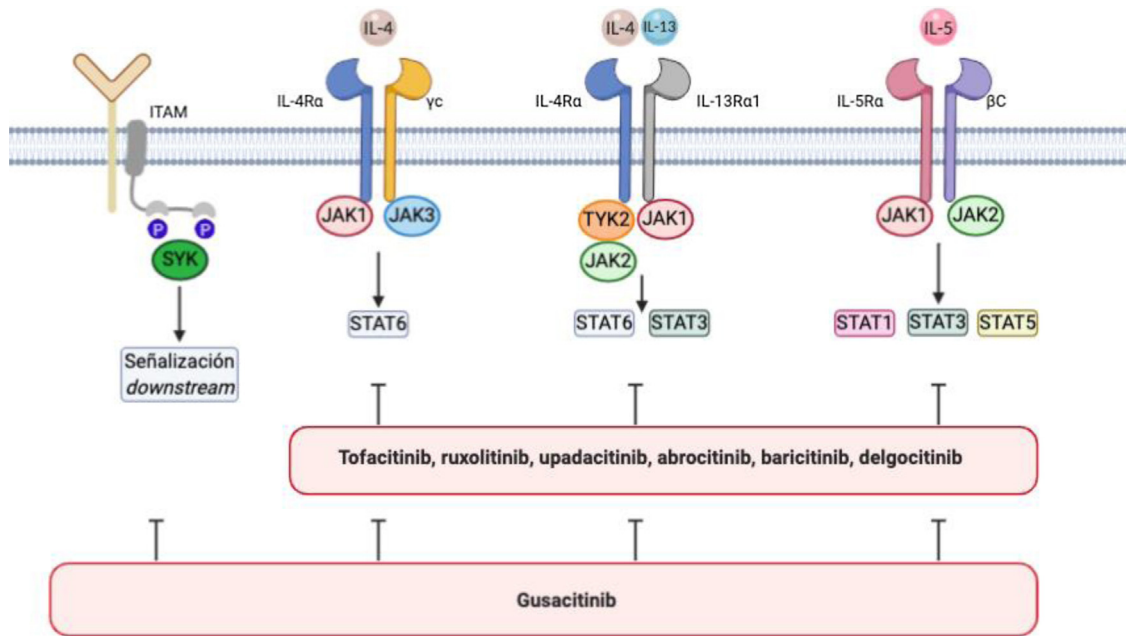 IL-4
IL-4 IL-13
IL-5
ITAM
IL-4Rα
γc
IL-4Rα
IL-13Rα1
IL-5Rα
βC
P P
SYK
JAK1 JAK3
TYK2 JAK1
JAK2
JAK1 JAK2
STAT6
STAT6 STAT3
STAT1 STAT3 STAT5
Señalización
downstream
Tofacitinib, ruxolitinib, upadacitinib, abrocitinib, baricitinib, delgocitinib
Gusacitinib